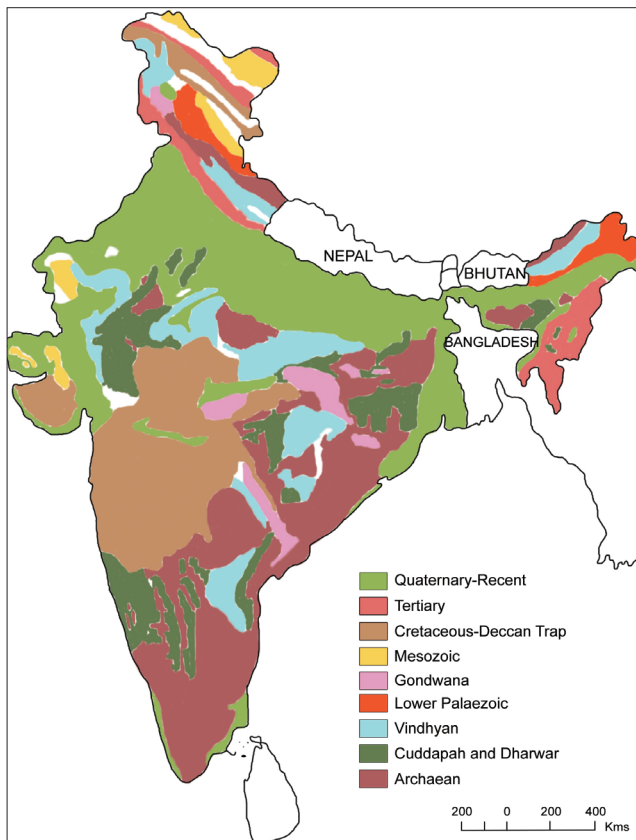 NEPAL
BHUTAN
BANGLADESH
Quaternary-Recent
Tertiary
Cretaceous-Deccan Trap
Mesozoic
Gondwana
Lower Palaezoic
Vindhyan
Cuddapah and Dharwar
Archaean
200 0 200 400
Kms